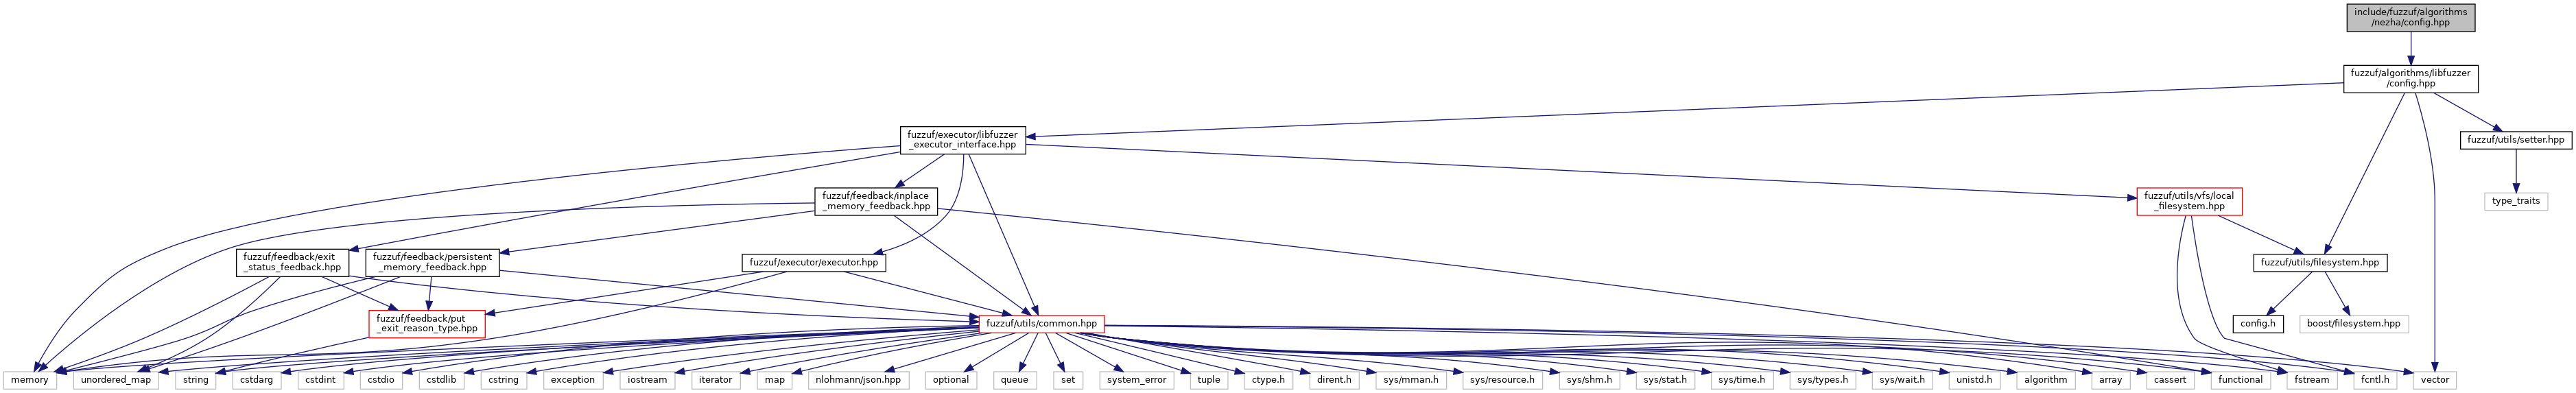 include/fuzzuf/algorithms
/nezha/config.hpp
fuzzuf/algorithms/libfuzzer
/config.hpp
fuzzuf/executor/libfuzzer
_executor_interface.hpp
fuzzuf/utils/setter.hpp
fuzzuf/feedback/inplace
_memory_feedback.hpp
fuzzuf/utils/vfs/local
_filesystem.hpp
type_traits
fuzzuf/feedback/exit
_status_feedback.hpp
fuzzuf/feedback/persistent
_memory_feedback.hpp
fuzzuf/executor/executor.hpp
fuzzuf/utils/filesystem.hpp
fuzzuf/feedback/put
_exit_reason_type.hpp
fuzzuf/utils/common.hpp
config.h
boost/filesystem.hpp
memory
unordered_map
string
cstdarg
cstdint
cstdio
cstdlib
cstring
exception
iostream
iterator
map
nlohmann/json.hpp
optional
queue
set
system_error
tuple
ctype.h
dirent.h
sys/mman.h
sys/resource.h
sys/shm.h
sys/stat.h
sys/time.h
sys/types.h
sys/wait.h
unistd.h
algorithm
array
cassert
functional
fstream
fcntl.h
vector